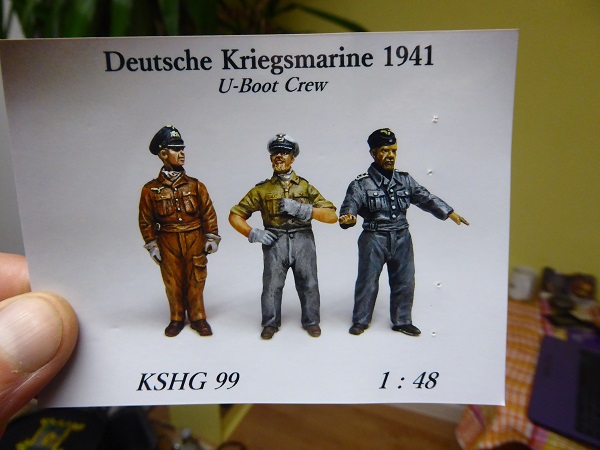 Deutsche Kriegsmarine 1941
U-Boot Crew
KSHG 99
1 : 48